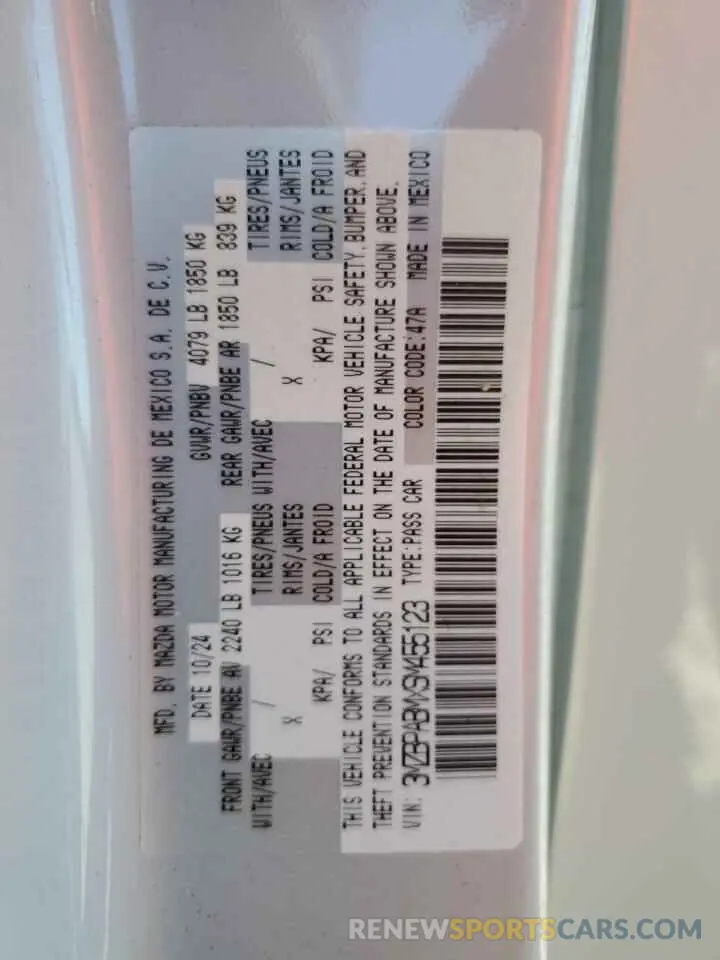 MFD. BY MAZDA MOTOR MANUFACTURING DE MEXICO S.A. DE C.V.
DATE 10/24 GVWR/PNBV 4079 LB 1850 KG
FRONT GAWR/PNBE AV 2240 LB 1016 KG REAR GAWR/PNBE AR 1850 LB 839 KG
WITH/AVEC / TIRES/PNEUS WITH/AVEC / TIRES/PNEUS
X RIMS/JANTES X RIMS/JANTES
KPA/ PSI COLD/A FROID KPA/ PSI COLD/A FROID
THIS VEHICLE CONFORMS TO ALL APPLICABLE FEDERAL MOTOR VEHICLE SAFETY, BUMPER, AND
THEFT PREVENTION STANDARDS IN EFFECT ON THE DATE OF MANUFACTURE SHOWN ABOVE.
VIN: 3MZBPABMXSM455123 TYPE:PASS CAR COLOR CODE:47A MADE IN MEXICO
RENEWSPORTSCARS.COM